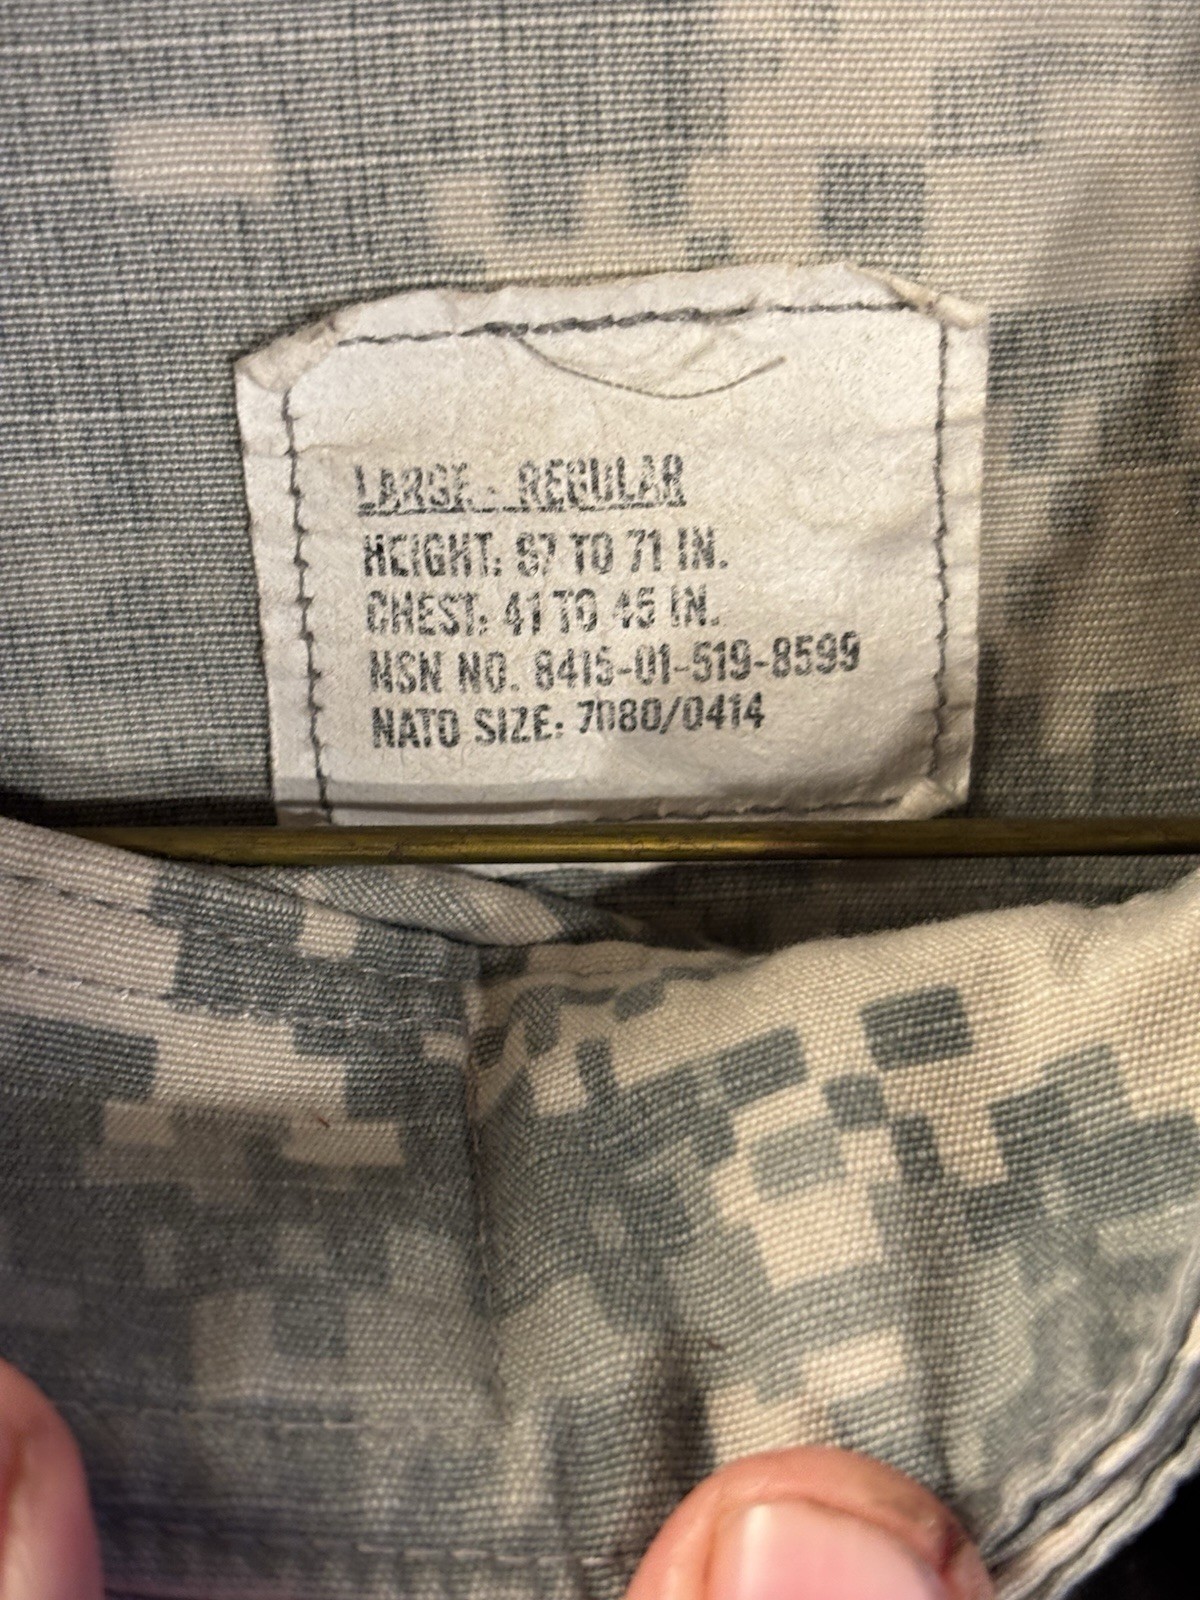 LARGE - REGULAR
HEIGHT: 67 TO 71 IN.
CHEST: 41 TO 45 IN.
NSN NO. 8415-01-519-8599
NATO SIZE: 7080/0414